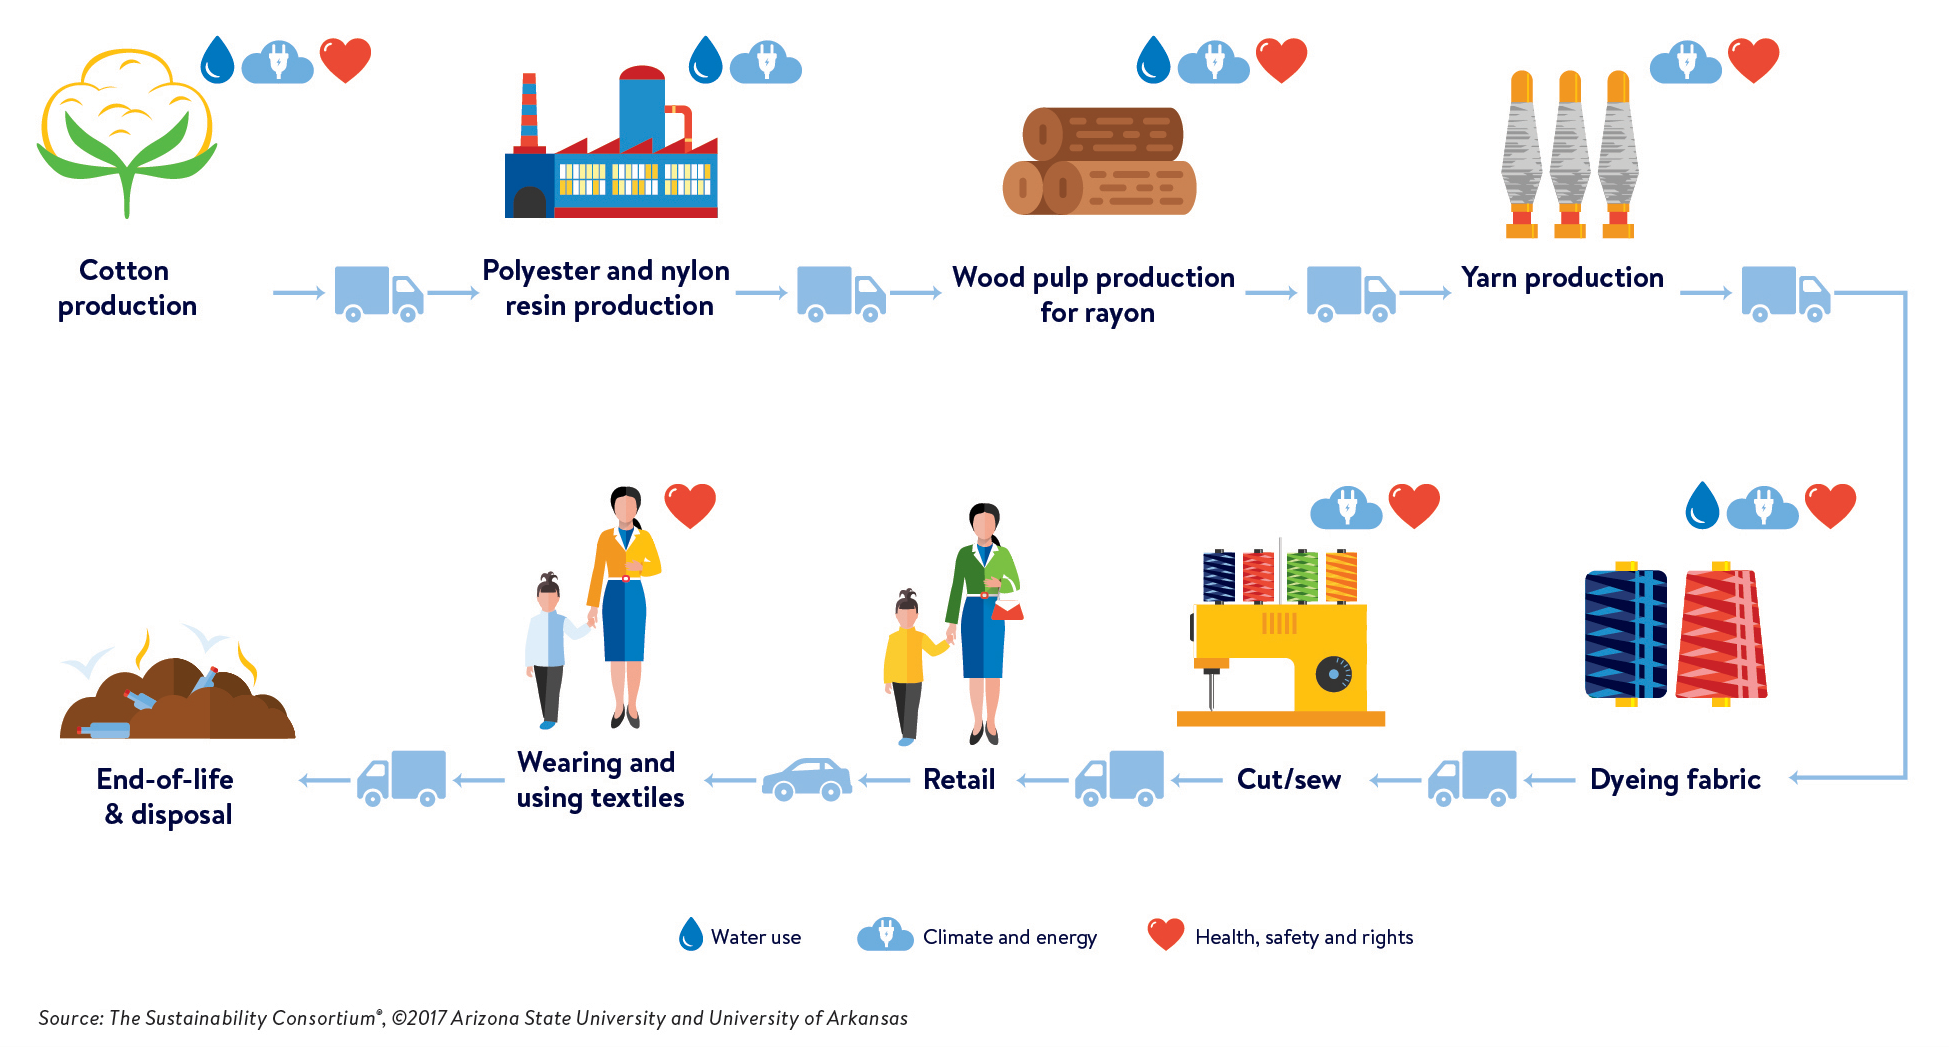 Cotton
production
Polyester and nylon
resin production
Wood pulp production
for rayon
Yarn production
Dyeing fabric
Cut/sew
Retail
Wearing and
using textiles
End-of-life
& disposal
Water use
Climate and energy
Health, safety and rights
Source: The Sustainability Consortium®, ©2017 Arizona State University and University of Arkansas